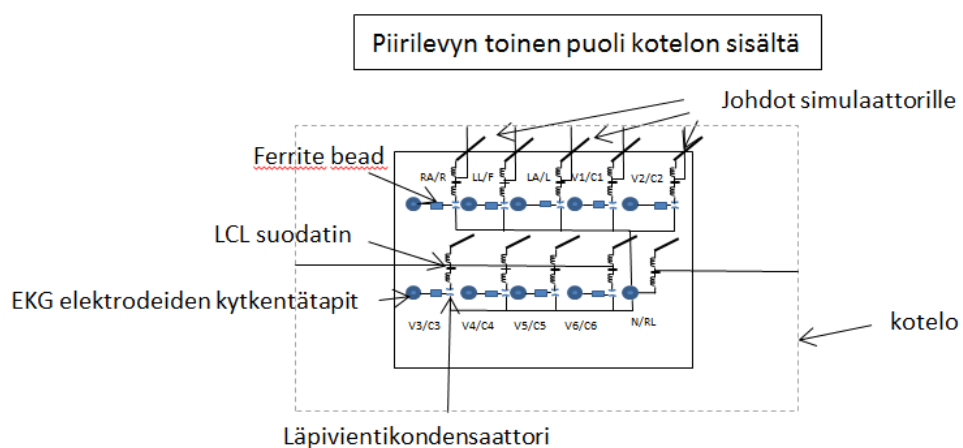 Piirilevyn toinen puoli kotelon sisältä
Johdot simulaattorille
Ferrite bead
RA/R LL/F LA/L V1/C1 V2/C2
LCL suodatin
EKG elektrodeiden kytkentätapit
V3/C3 V4/C4 V5/C5 V6/C6 N/RL
kotelo
Läpivientikondensaattori